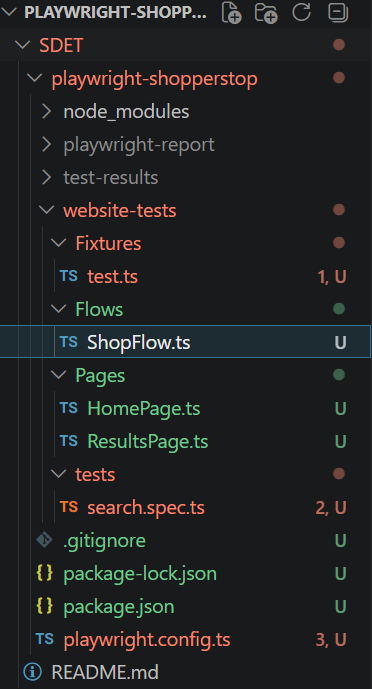 PLAYWRIGHT-SHOPP...
SDET
playwright-shopperstop
node_modules
playwright-report
test-results
website-tests
Fixtures
TS test.ts 1, U
Flows
TS ShopFlow.ts U
Pages
TS HomePage.ts U
TS ResultsPage.ts U
tests
TS search.spec.ts 2, U
.gitignore U
{} package-lock.json U
{} package.json U
TS playwright.config.ts 3, U
README.md